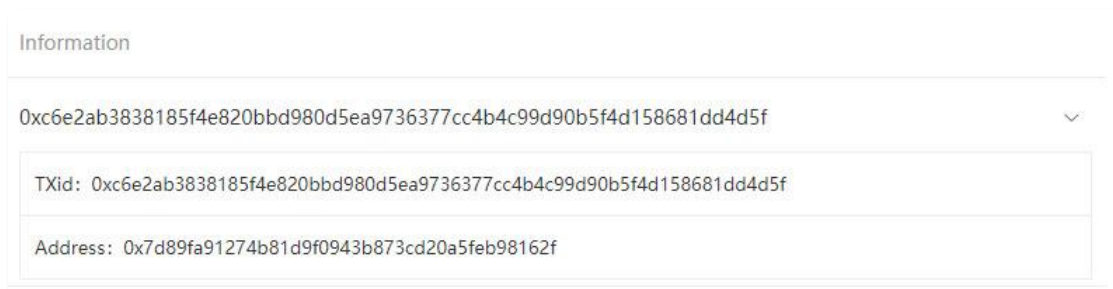 Information
0xc6e2ab3838185f4e820bbd980d5ea9736377cc4b4c99d90b5f4d158681dd4d5f
TXid: 0xc6e2ab3838185f4e820bbd980d5ea9736377cc4b4c99d90b5f4d158681dd4d5f
Address: 0x7d89fa91274b81d9f0943b873cd20a5feb98162f